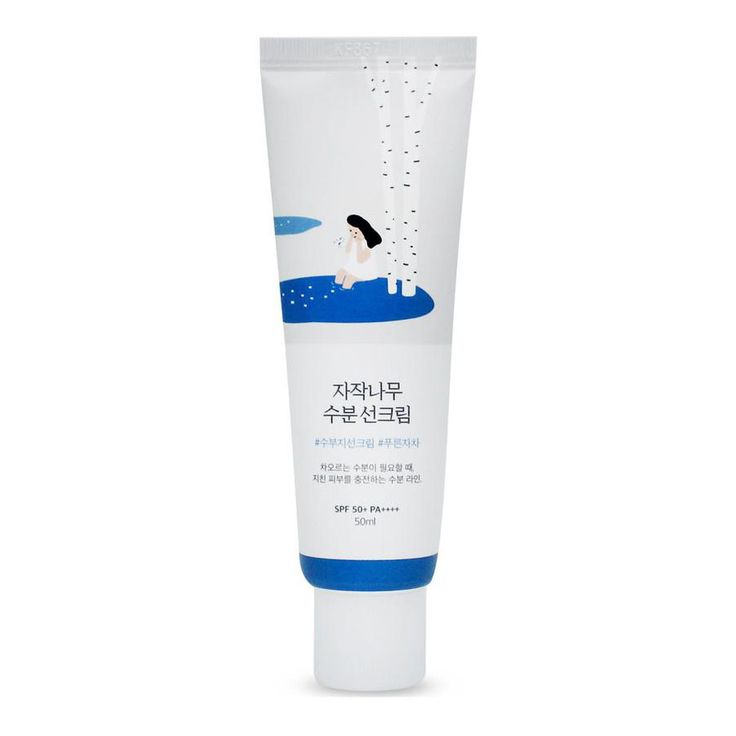 KF367
자작나무
수분 선크림
#수부지선크림 #푸른자차
차오르는 수분이 필요할 때,
지친 피부를 충전하는 수분 라인.
SPF 50+ PA++++
50ml